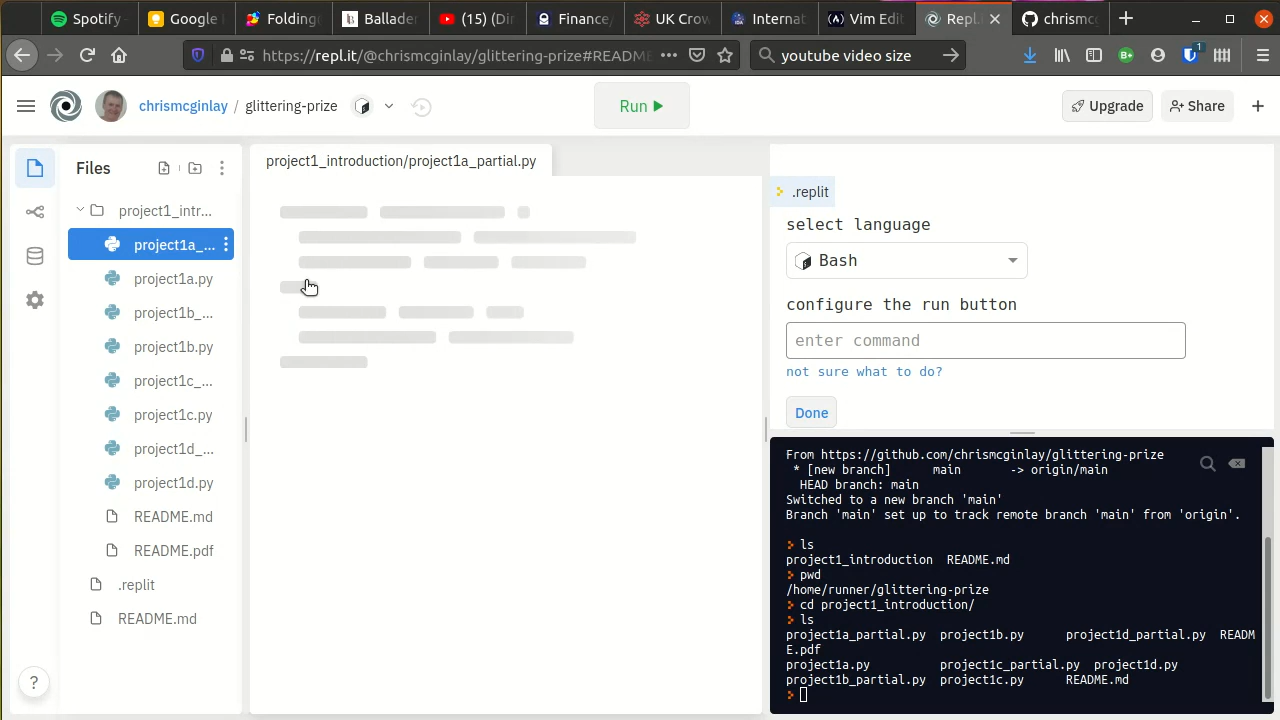 Spotify -
Google
Folding
Ballader
(15) (Di
Finance/
UK Crow
Internat
Vim Edit
Repl.
chrismc
https://repl.it/@chrismcginlay/glittering-prize#README
youtube video size
1
chrismcginlay / glittering-prize
Run
Upgrade
Share
Files
project1_intr...
project1a_...
project1a.py
project1b_...
project1b.py
project1c_...
project1c.py
project1d_...
project1d.py
README.md
README.pdf
.replit
README.md
?
project1_introduction/project1a_partial.py
.replit
select language
Bash
configure the run button
enter command
not sure what to do?
Done
From https://github.com/chrismcginlay/glittering-prize
* [new branch]      main       -> origin/main
HEAD branch: main
Switched to a new branch 'main'
Branch 'main' set up to track remote branch 'main' from 'origin'.
ls
project1_introduction  README.md
pwd
/home/runner/glittering-prize
cd project1_introduction/
ls
project1a_partial.py  project1b.py      project1d_partial.py  READM
E.pdf
project1a.py          project1c_partial.py  project1d.py
project1b_partial.py  project1c.py      README.md